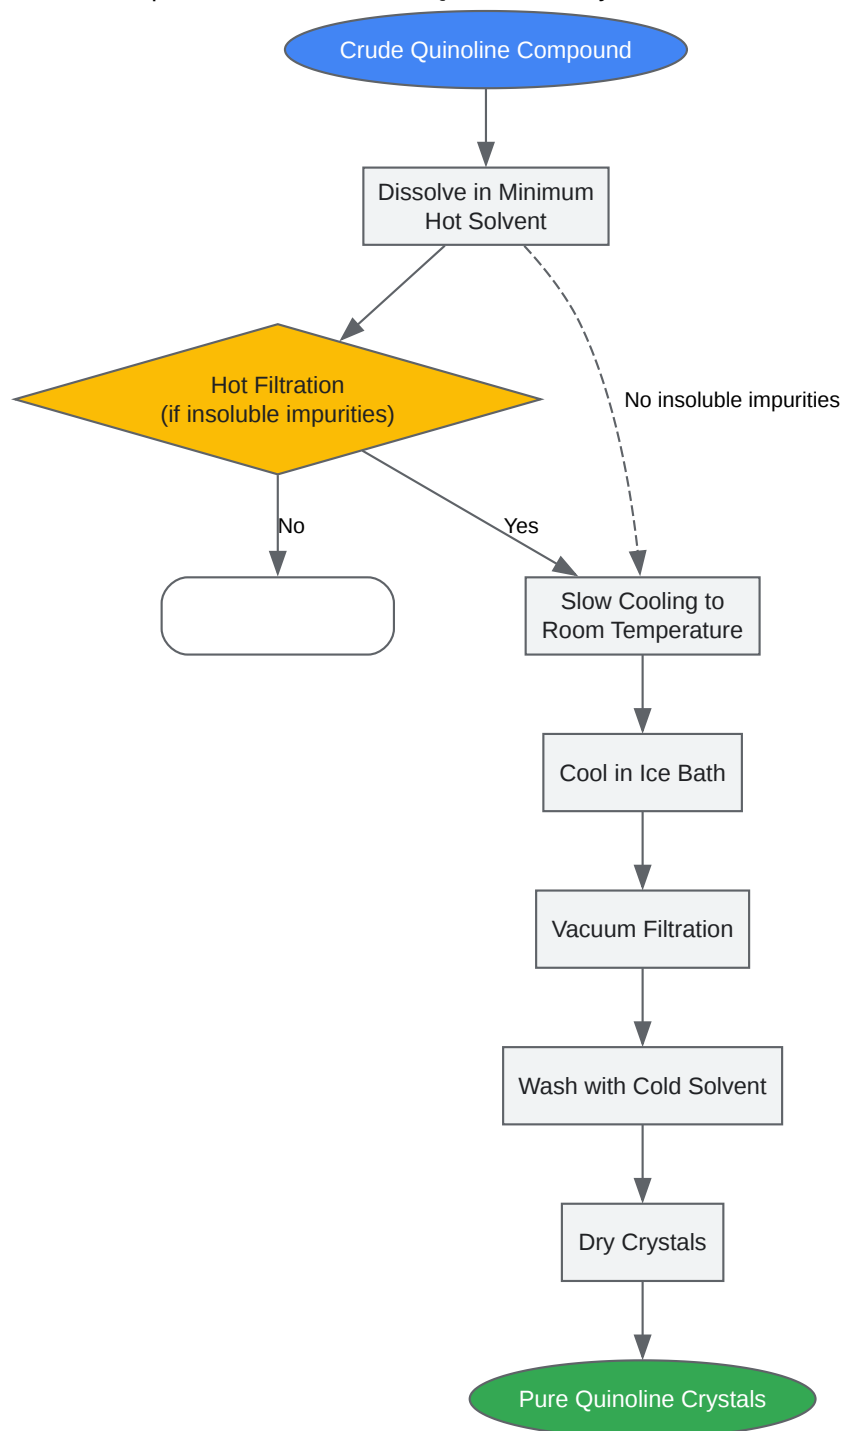 Crude Quinoline Compound
Dissolve in Minimum
Hot Solvent
Hot Filtration
(if insoluble impurities)
No insoluble impurities
No
Yes
Slow Cooling to
Room Temperature
Cool in Ice Bath
Vacuum Filtration
Wash with Cold Solvent
Dry Crystals
Pure Quinoline Crystals